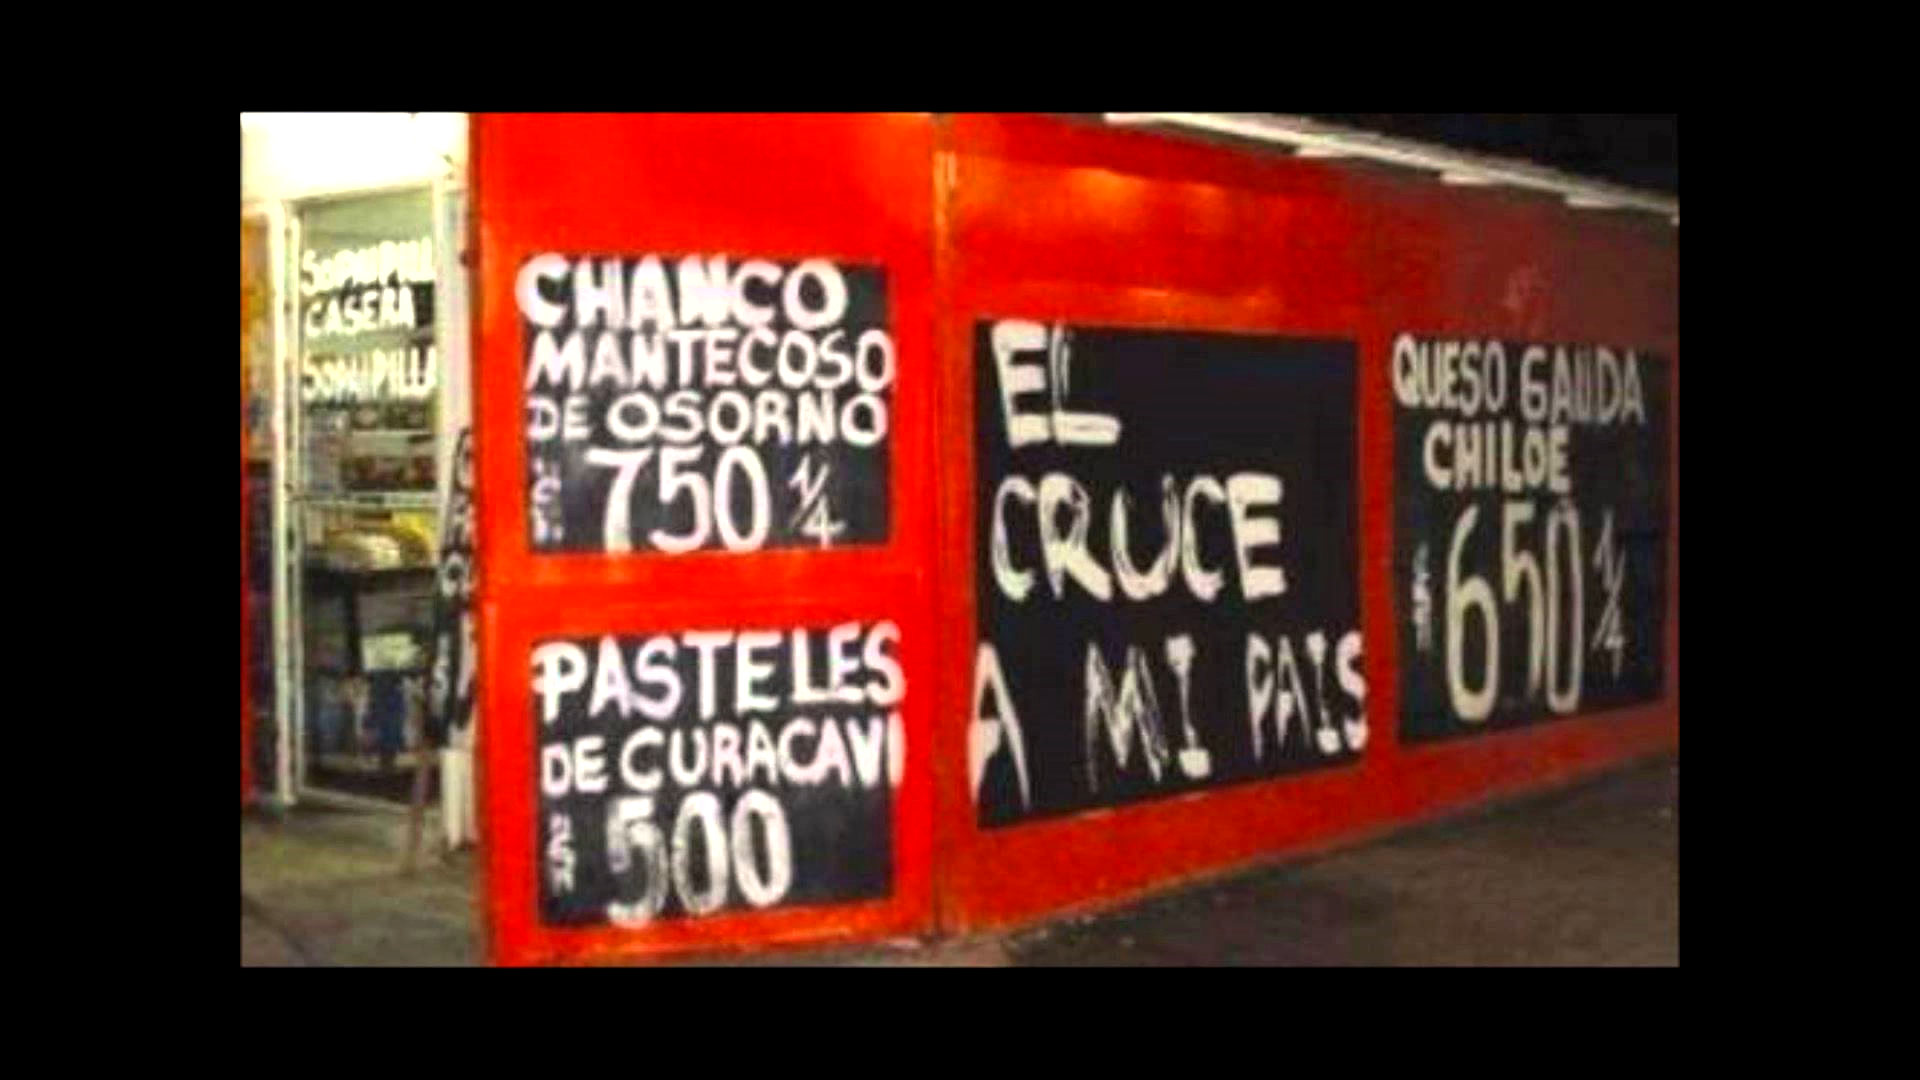 SOPAIPILL
CASERA
SOPAIPILLA
CHANCO
MANTECOSO
DE OSORNO
750 1/4
PASTELES
DE CURACAVI
500
EL
CRUCE
A MI PAIS
QUESO GAUDA
CHILOE
650 1/4